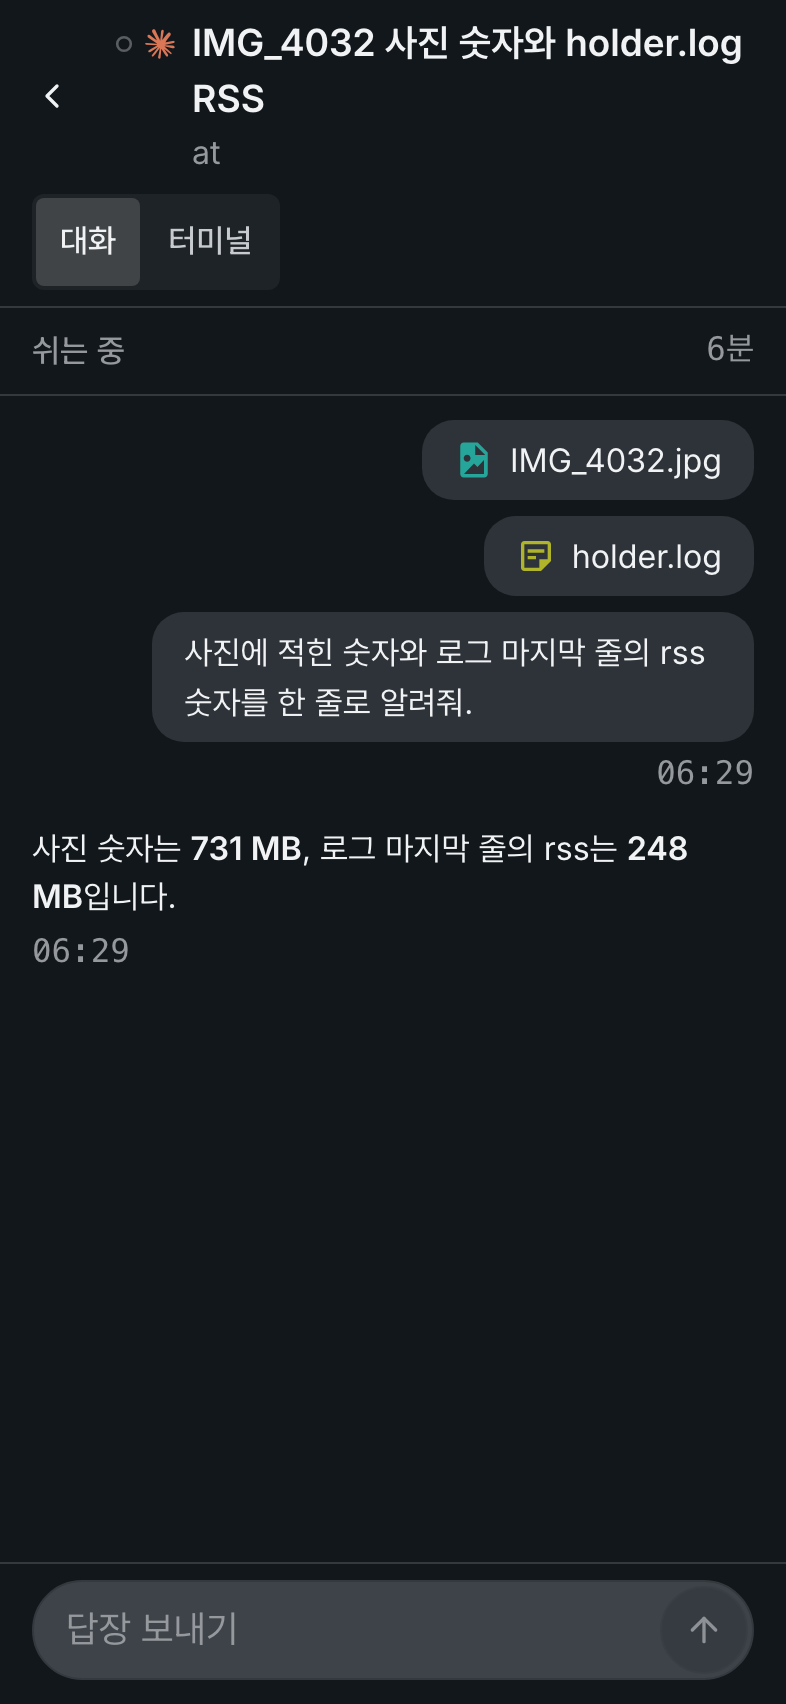 IMG_4032 사진 숫자와 holder.log
RSS
at
대화
터미널
쉬는 중
6분
IMG_4032.jpg
holder.log
사진에 적힌 숫자와 로그 마지막 줄의 rss
숫자를 한 줄로 알려줘.
06:29
사진 숫자는 731 MB, 로그 마지막 줄의 rss는 248
MB입니다.
06:29
답장 보내기